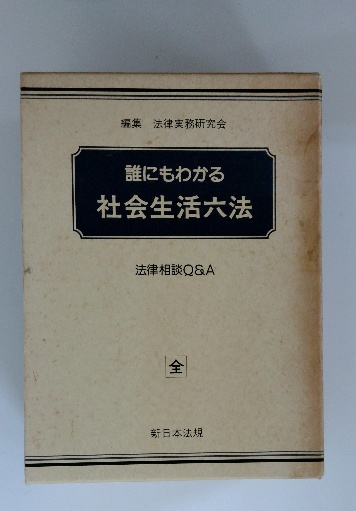 編集 法律実務研究会
誰にもわかる
社会生活六法
法律相談Q&A
全
新日本法規